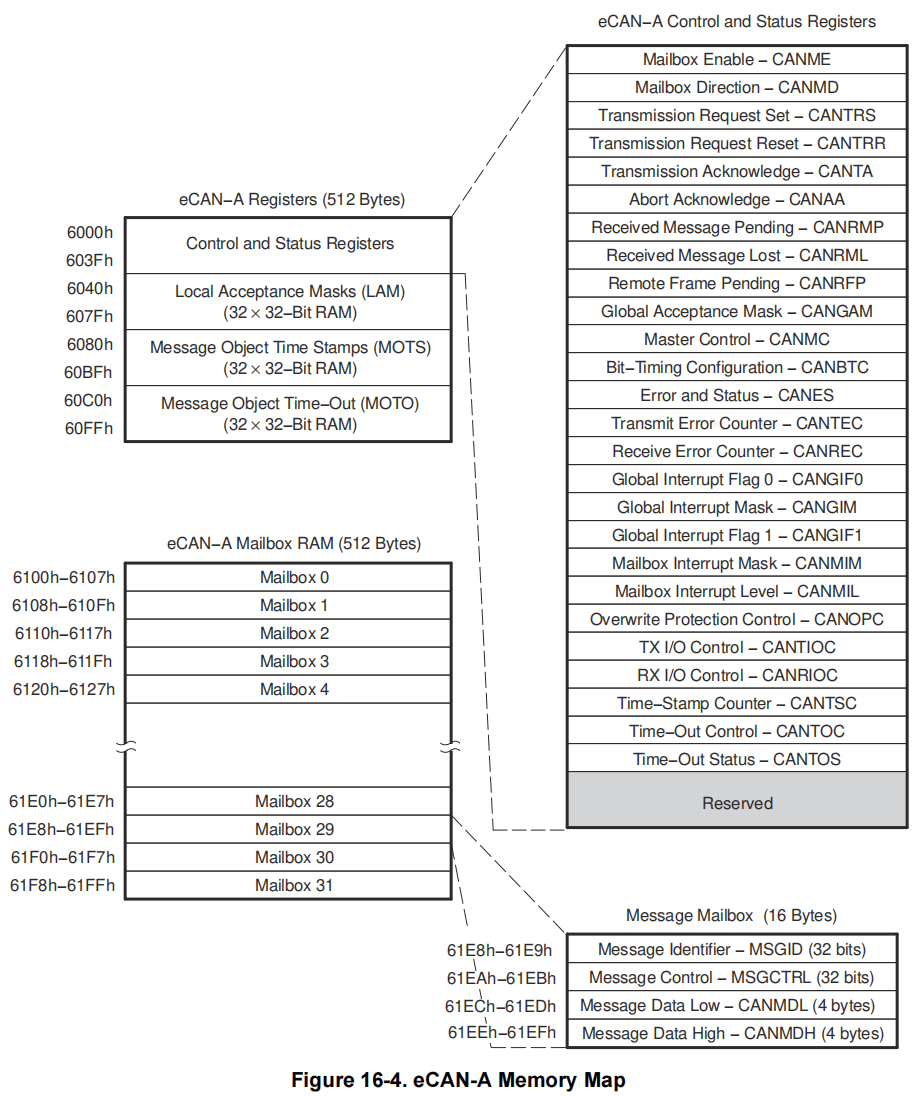 eCAN–A Control and Status Registers
Mailbox Enable – CANME
Mailbox Direction – CANMD
Transmission Request Set – CANTRS
Transmission Request Reset – CANTRR
Transmission Acknowledge – CANTA
Abort Acknowledge – CANAA
Received Message Pending – CANRMP
Received Message Lost – CANRML
Remote Frame Pending – CANRFP
Global Acceptance Mask – CANGAM
Master Control – CANMC
Bit–Timing Configuration – CANBTC
Error and Status – CANES
Transmit Error Counter – CANTEC
Receive Error Counter – CANREC
Global Interrupt Flag 0 – CANGIF0
Global Interrupt Mask – CANGIM
Global Interrupt Flag 1 – CANGIF1
Mailbox Interrupt Mask – CANMIM
Mailbox Interrupt Level – CANMIL
Overwrite Protection Control – CANOPC
TX I/O Control – CANTIOC
RX I/O Control – CANRIOC
Time–Stamp Counter – CANTSC
Time–Out Control – CANTOC
Time–Out Status – CANTOS
Reserved
eCAN–A Registers (512 Bytes)
6000h
Control and Status Registers
603Fh
6040h
Local Acceptance Masks (LAM)
(32 × 32–Bit RAM)
607Fh
6080h
Message Object Time Stamps (MOTS)
(32 × 32–Bit RAM)
60BFh
60C0h
Message Object Time–Out (MOTO)
(32 × 32–Bit RAM)
60FFh
eCAN–A Mailbox RAM (512 Bytes)
6100h–6107h Mailbox 0
6108h–610Fh Mailbox 1
6110h–6117h Mailbox 2
6118h–611Fh Mailbox 3
6120h–6127h Mailbox 4
61E0h–61E7h Mailbox 28
61E8h–61EFh Mailbox 29
61F0h–61F7h Mailbox 30
61F8h–61FFh Mailbox 31
Message Mailbox (16 Bytes)
61E8h–61E9h Message Identifier – MSGID (32 bits)
61EAh–61EBh Message Control – MSGCTRL (32 bits)
61ECh–61EDh Message Data Low – CANMDL (4 bytes)
61EEh–61EFh Message Data High – CANMDH (4 bytes)
Figure 16-4. eCAN-A Memory Map